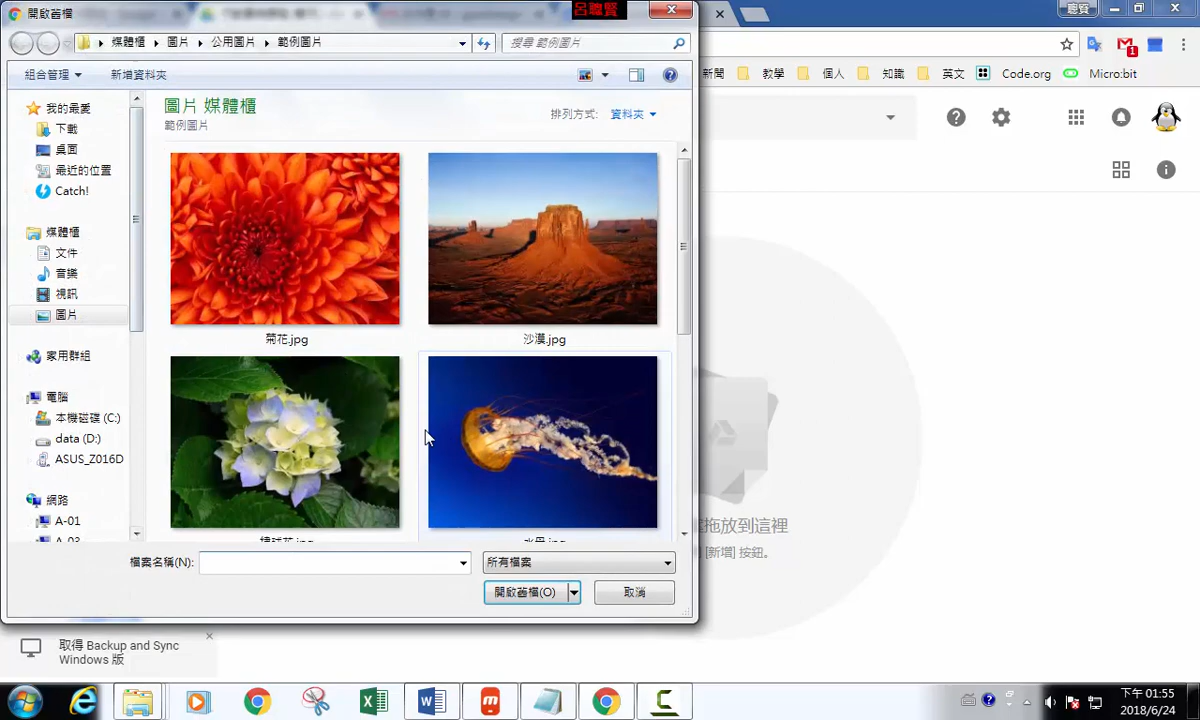 開啟舊檔
呂聰賢
聰賢
媒體櫃 ▸ 圖片 ▸ 公用圖片 ▸ 範例圖片
搜尋 範例圖片
組合管理
新增資料夾
新聞
教學
個人
知識
英文
Code.org
Micro:bit
1
我的最愛
下載
桌面
最近的位置
Catch!
媒體櫃
文件
音樂
視訊
圖片
家用群組
電腦
本機磁碟 (C:)
data (D:)
ASUS_Z016D
網路
A-01
圖片 媒體櫃
範例圖片
排列方式:
資料夾
菊花.jpg
沙漠.jpg
檔案名稱(N):
所有檔案
開啟舊檔(O)
取消
拖放到這裡
[新增] 按鈕。
取得 Backup and Sync
Windows 版
下午 01:55
2018/6/24